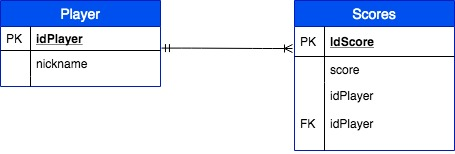 Player
PK idPlayer
nickname
Scores
PK IdScore
score
idPlayer
FK idPlayer